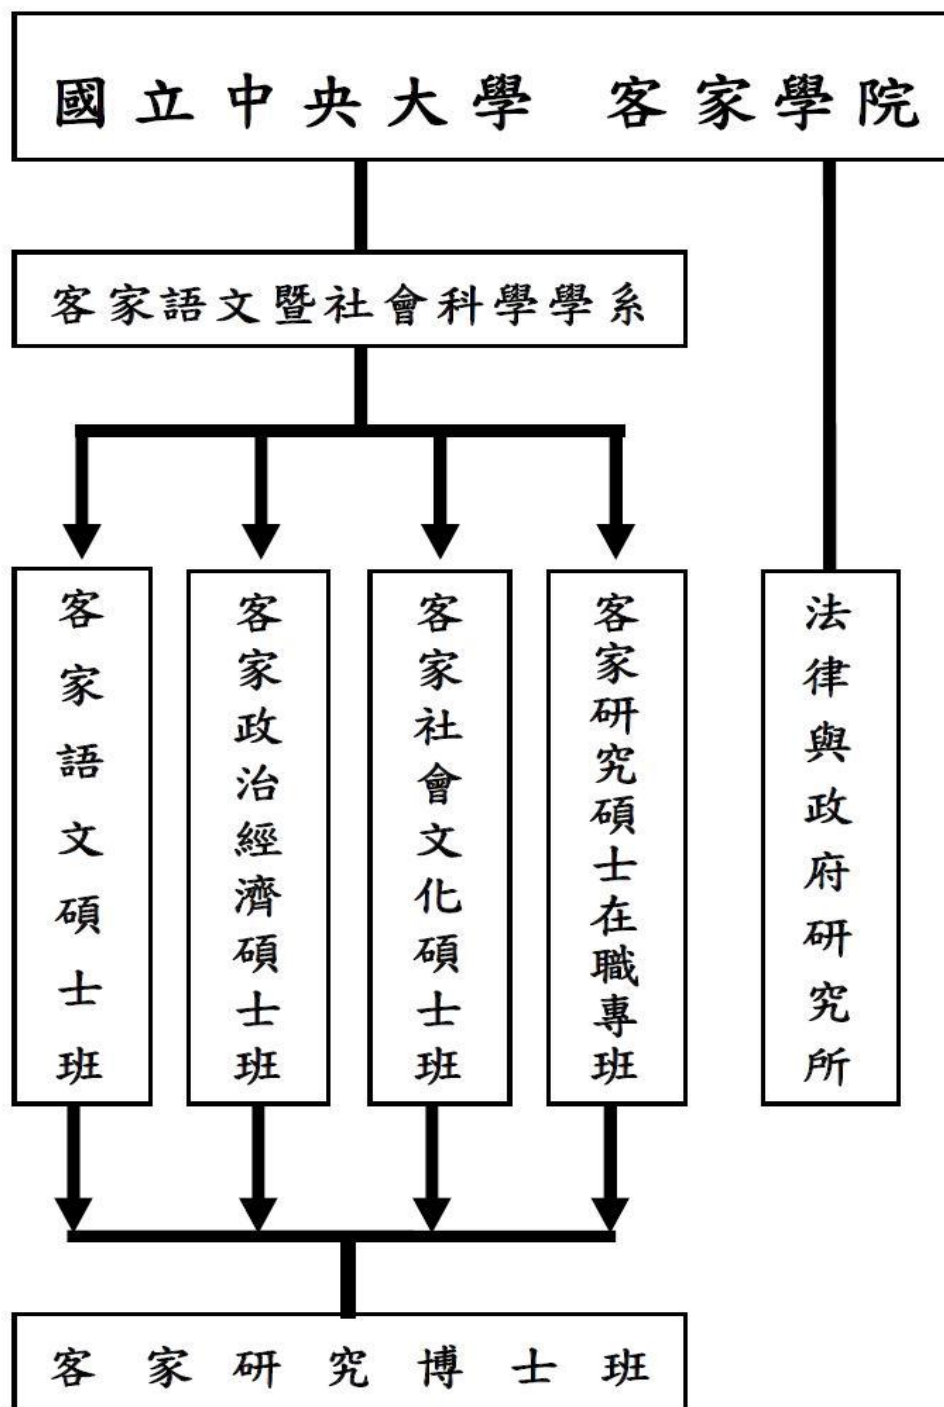 國立中央大學 客家學院
客家語文暨社會科學學系
客家語文碩士班
客家政治經濟碩士班
客家社會文化碩士班
客家研究碩士在職專班
法律與政府研究所
客家研究博士班